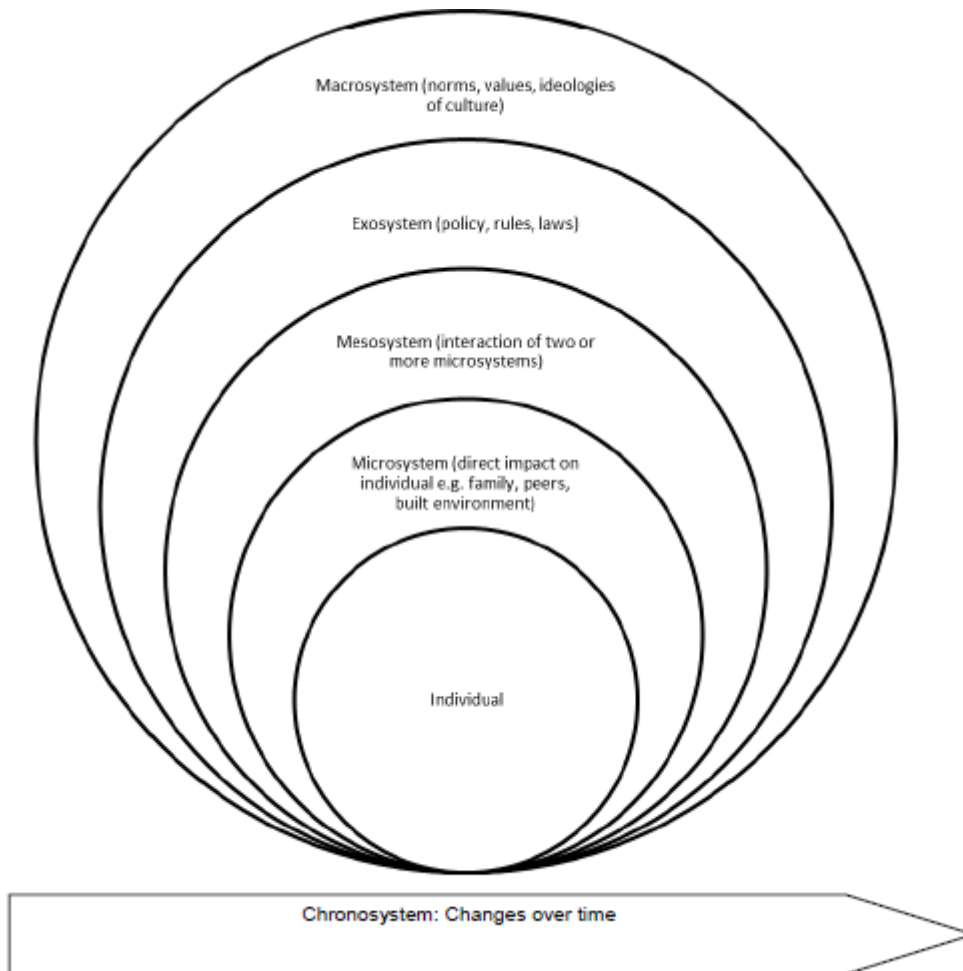 Macrosystem (norms, values, ideologies
of culture)
Exosystem (policy, rules, laws)
Mesosystem (interaction of two or
more microsystems)
Microsystem (direct impact on
individual e.g. family, peers,
built environment)
Individual
Chronosystem: Changes over time